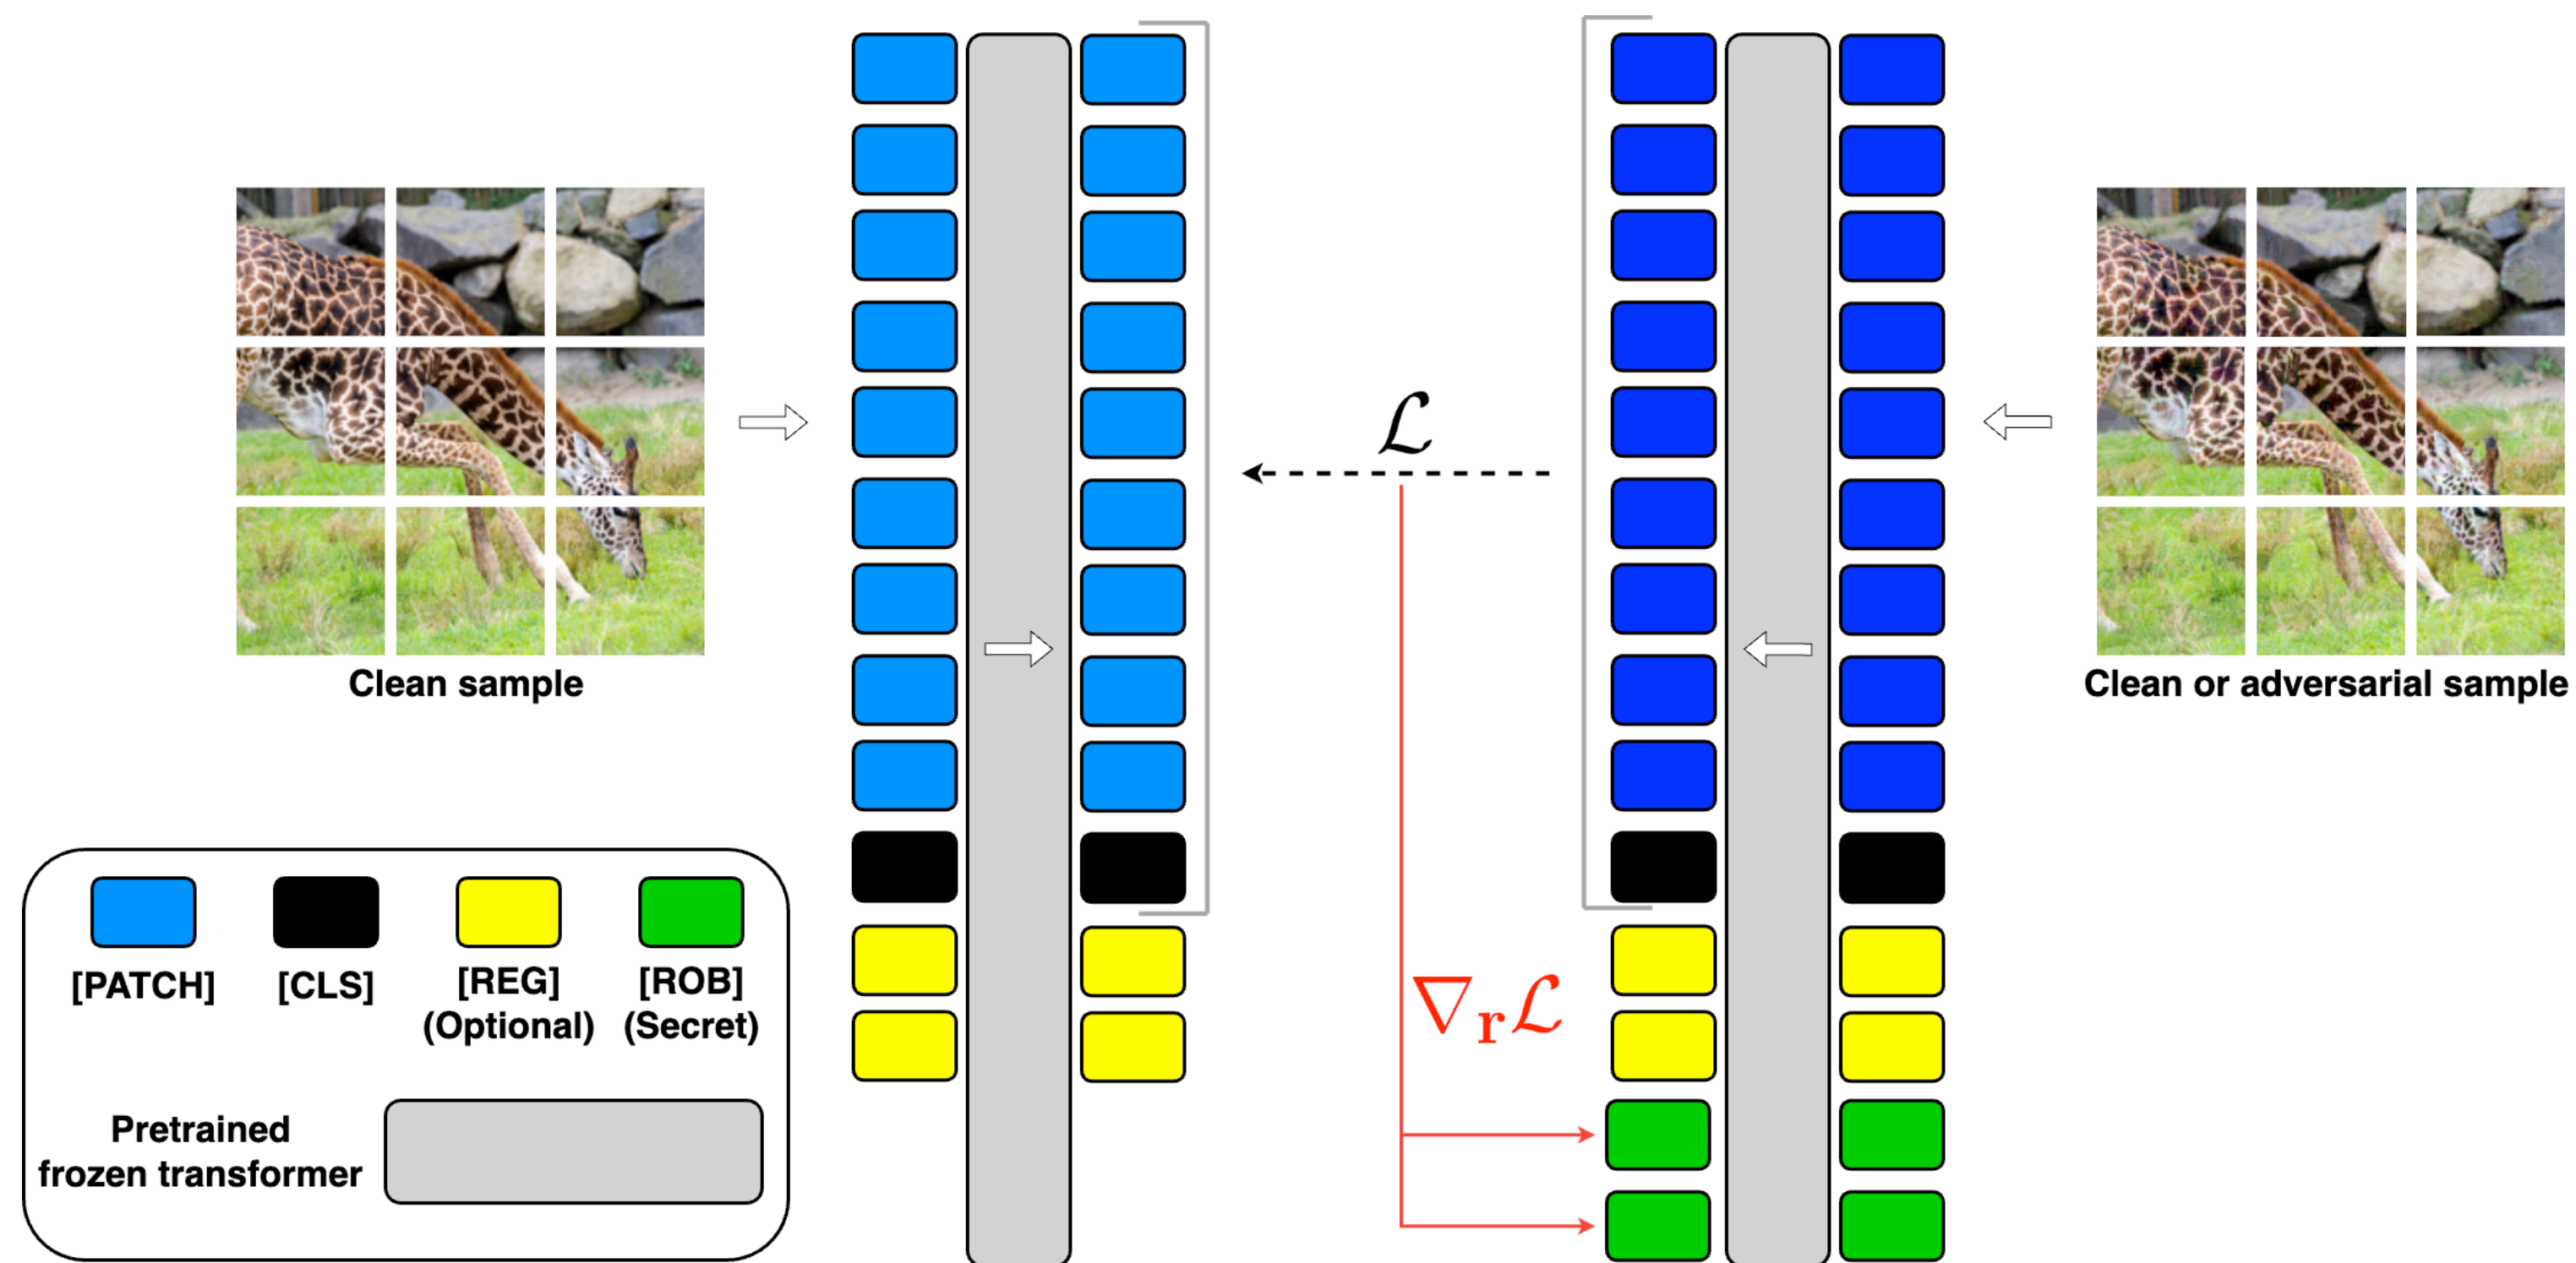 Clean sample
ℒ
Clean or adversarial sample
[PATCH]
[CLS]
[REG]
(Optional)
[ROB]
(Secret)
∇rℒ
Pretrained
frozen transformer